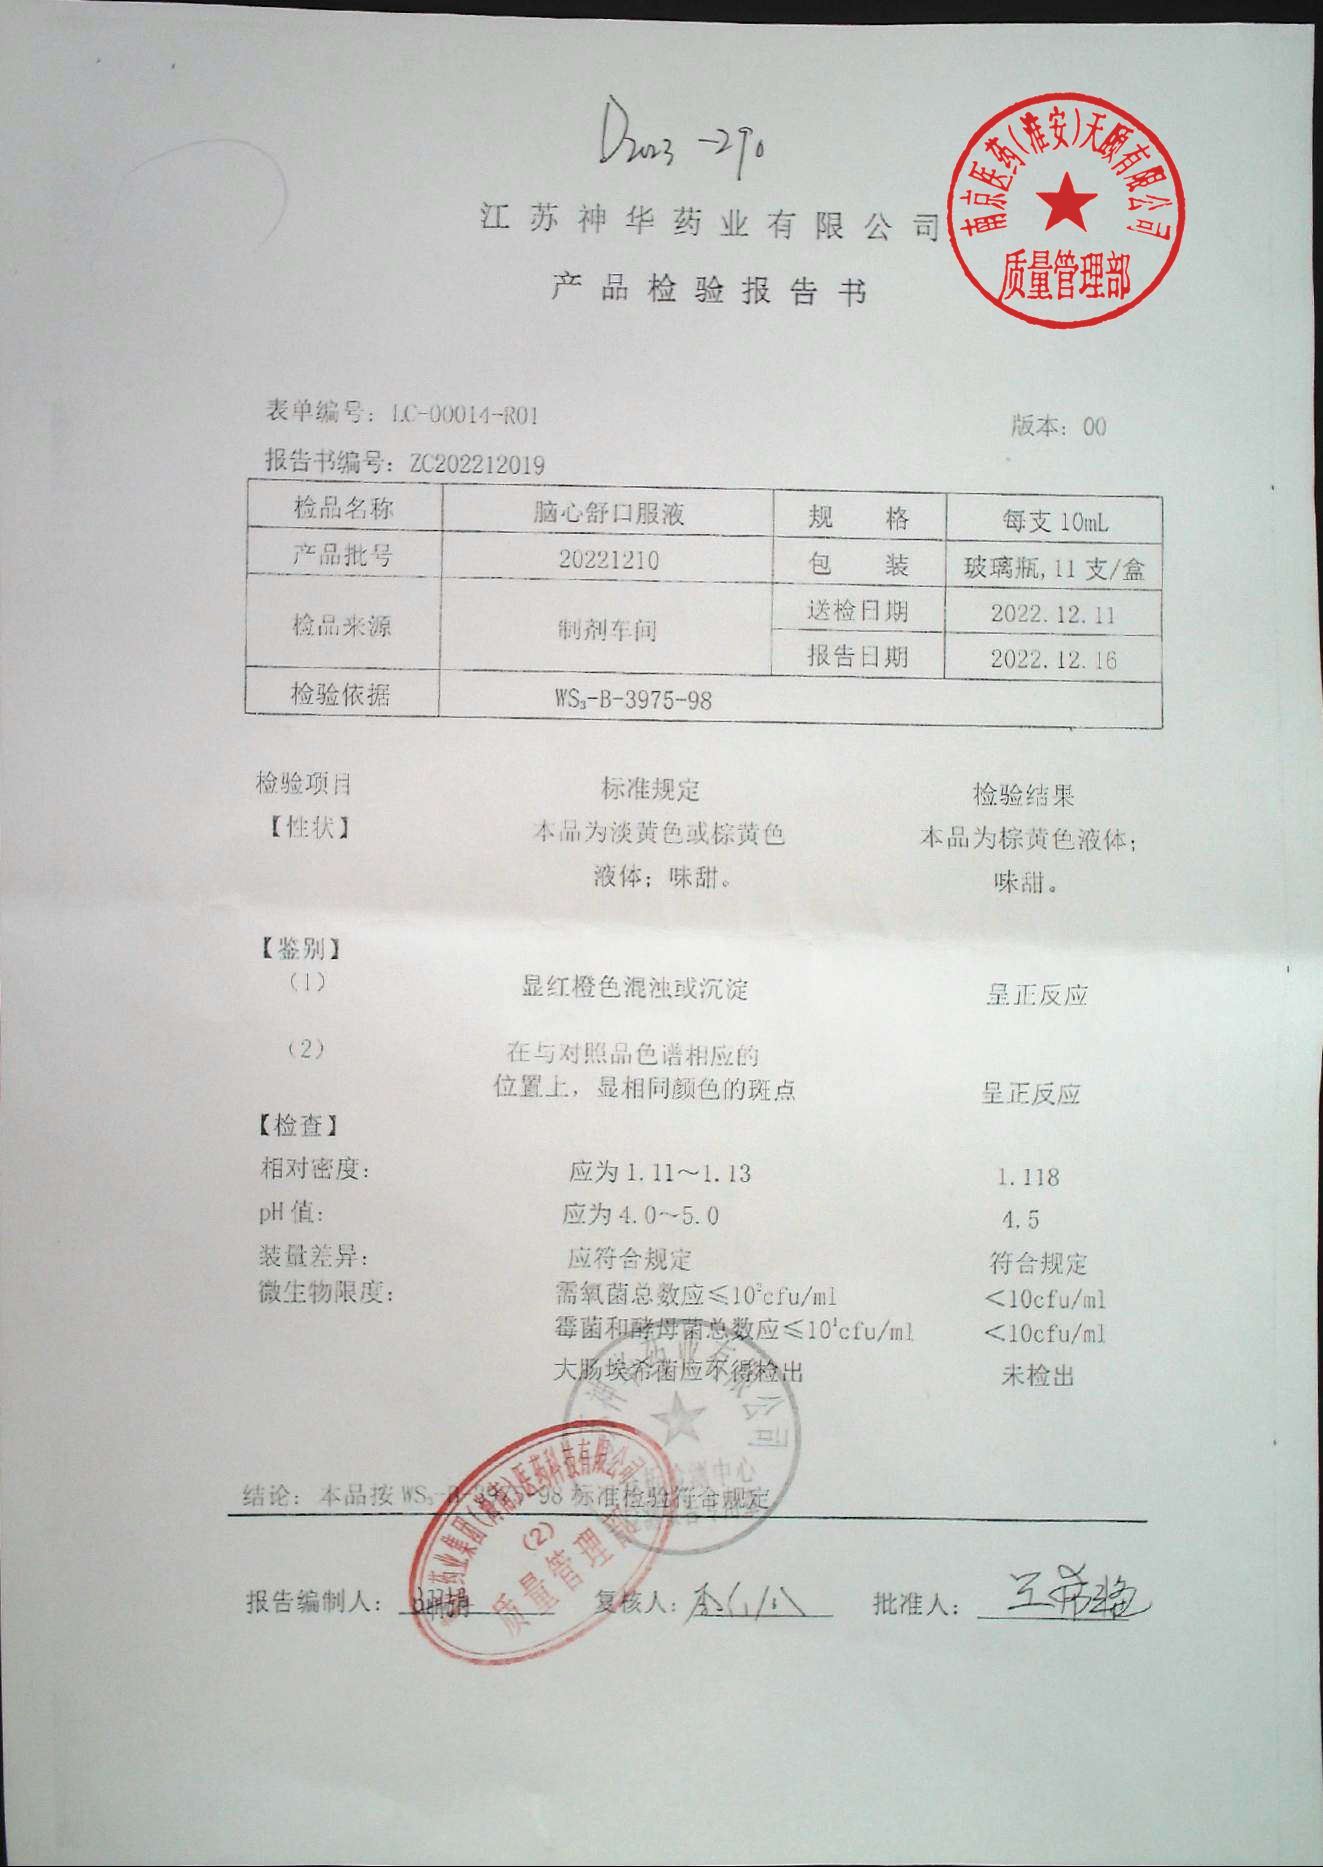 D2023-290
南京医药(淮安)天颐有限公司
质量管理部
江苏神华药业有限公司
产品检验报告书
表单编号：LC-00014-R01 版本：00
报告书编号：ZC202212019
检品名称 脑心舒口服液 规 格 每支10mL
产品批号 20221210 包 装 玻璃瓶,11支/盒
检品来源 制剂车间 送检日期 2022.12.11
报告日期 2022.12.16
检验依据 WS₃-B-3975-98
检验项目 标准规定 检验结果
【性状】 本品为淡黄色或棕黄色 本品为棕黄色液体；
液体；味甜。 味甜。
【鉴别】
（1） 显红橙色混浊或沉淀 呈正反应
（2） 在与对照品色谱相应的
位置上，显相同颜色的斑点 呈正反应
【检查】
相对密度： 应为1.11～1.13 1.118
pH值： 应为4.0～5.0 4.5
装量差异： 应符合规定 符合规定
微生物限度： 需氧菌总数应≤10²cfu/ml ＜10cfu/ml
霉菌和酵母菌总数应≤10¹cfu/ml ＜10cfu/ml
大肠埃希菌应不得检出 未检出
结论：本品按WS₃-B-3975-98标准检验符合规定
药业集团 医药科技有限公司
(2)
质量管理部
报告编制人： 复核人： 批准人：